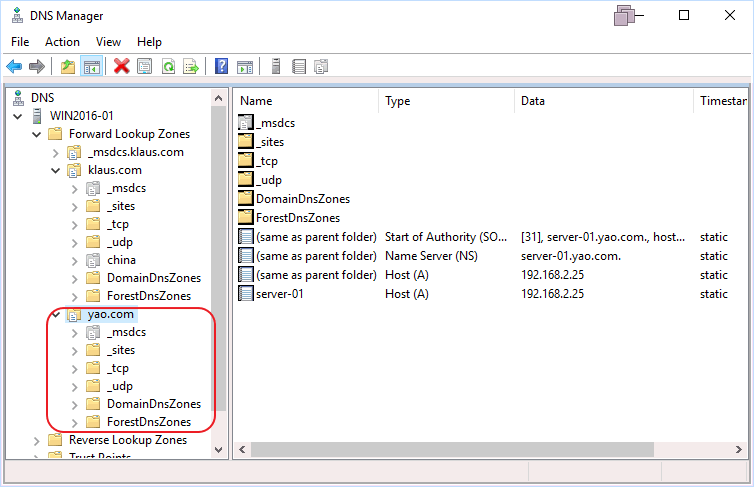 DNS Manager
File Action View Help
DNS
WIN2016-01
Forward Lookup Zones
_msdcs.klaus.com
klaus.com
_msdcs
_sites
_tcp
_udp
china
DomainDnsZones
ForestDnsZones
yao.com
_msdcs
_sites
_tcp
_udp
DomainDnsZones
ForestDnsZones
Reverse Lookup Zones
Trust Points
Name Type Data Timestan
_msdcs
_sites
_tcp
_udp
DomainDnsZones
ForestDnsZones
(same as parent folder) Start of Authority (SO... [31], server-01.yao.com., host... static
(same as parent folder) Name Server (NS) server-01.yao.com. static
(same as parent folder) Host (A) 192.168.2.25 static
server-01 Host (A) 192.168.2.25 static